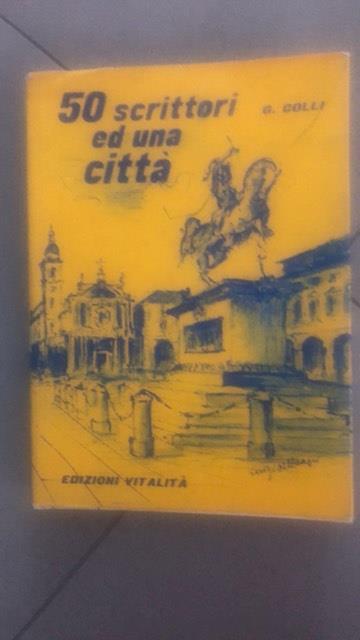 50 scrittori
ed una
città
G. COLLI
EDIZIONI VITALITÀ